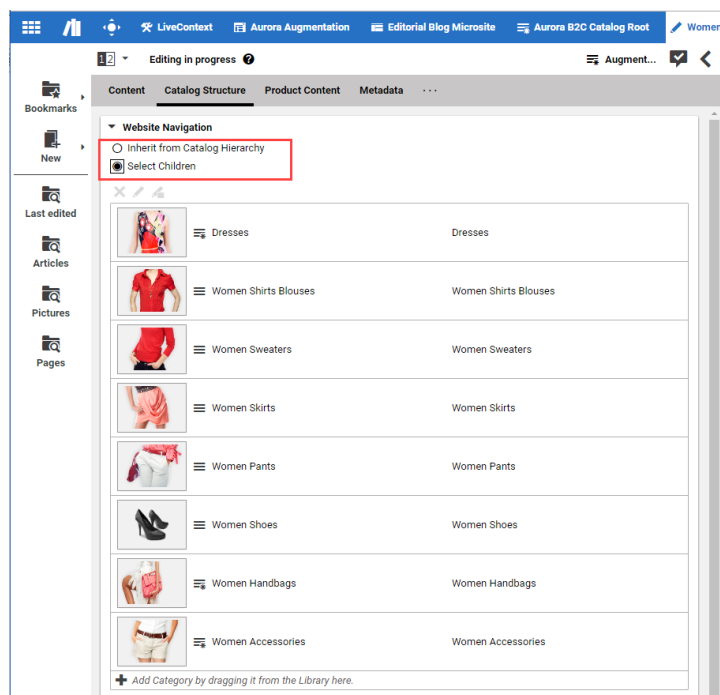 LiveContext Aurora Augmentation Editorial Blog Microsite Aurora B2C Catalog Root Women
1 2 Editing in progress ? Augment...
Content Catalog Structure Product Content Metadata ...
Bookmarks
New
Last edited
Articles
Pictures
Pages
Website Navigation
Inherit from Catalog Hierarchy
Select Children
Dresses Dresses
Women Shirts Blouses Women Shirts Blouses
Women Sweaters Women Sweaters
Women Skirts Women Skirts
Women Pants Women Pants
Women Shoes Women Shoes
Women Handbags Women Handbags
Women Accessories Women Accessories
Add Category by dragging it from the Library here.